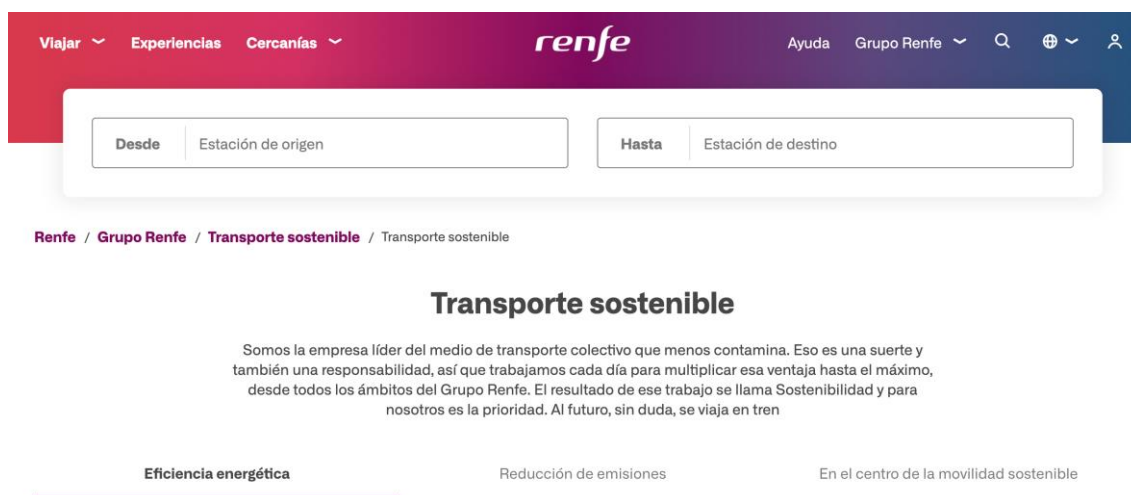 Viajar Experiencias Cercanías renfe Ayuda Grupo Renfe
Desde Estación de origen Hasta Estación de destino
Renfe / Grupo Renfe / Transporte sostenible / Transporte sostenible
Transporte sostenible
Somos la empresa líder del medio de transporte colectivo que menos contamina. Eso es una suerte y
también una responsabilidad, así que trabajamos cada día para multiplicar esa ventaja hasta el máximo,
desde todos los ámbitos del Grupo Renfe. El resultado de ese trabajo se llama Sostenibilidad y para
nosotros es la prioridad. Al futuro, sin duda, se viaja en tren
Eficiencia energética Reducción de emisiones En el centro de la movilidad sostenible